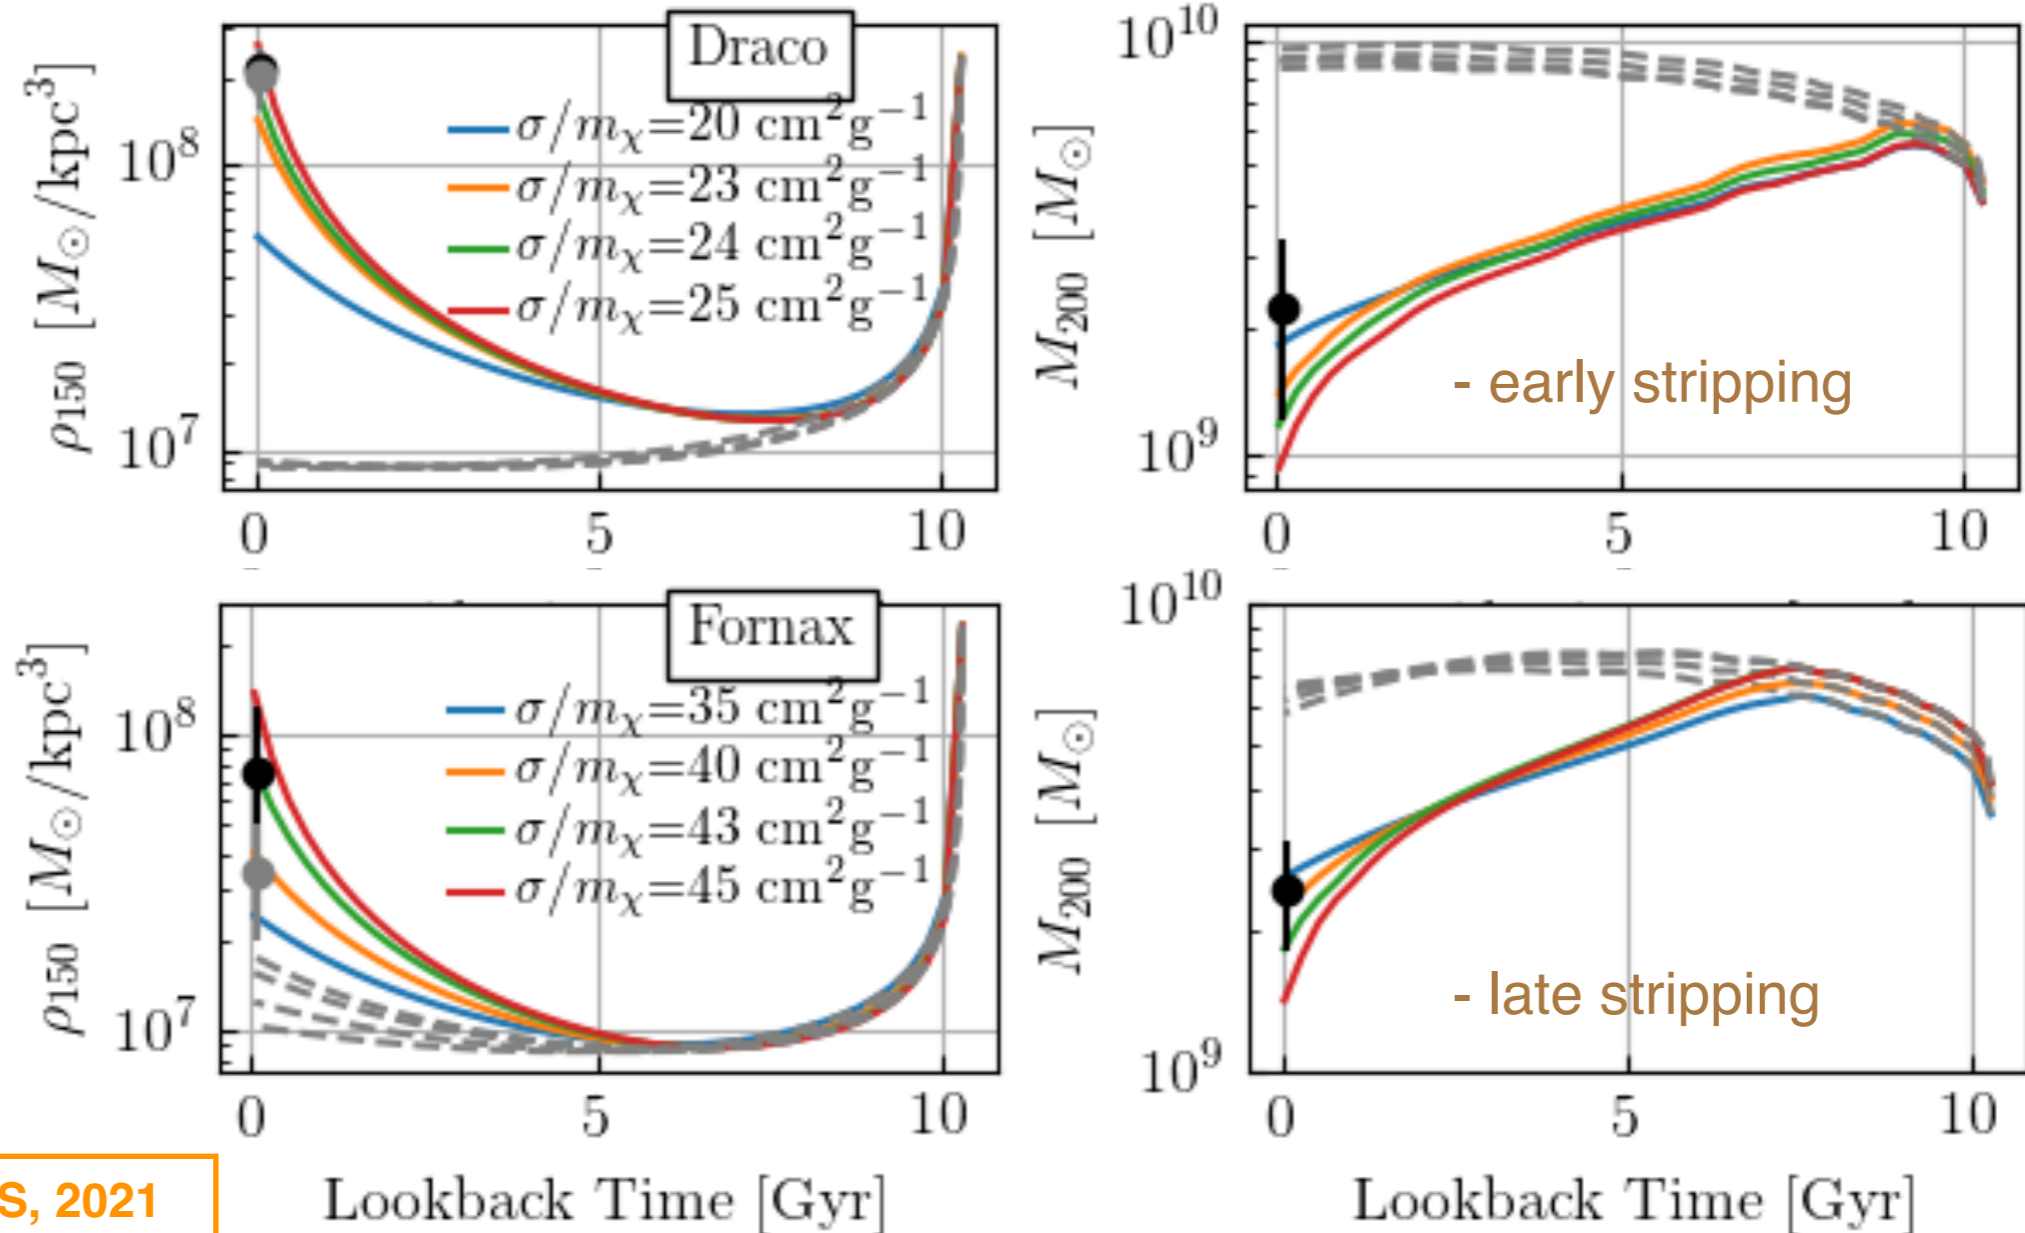 Draco
ρ150 [M⊙/kpc³]
10⁸
10⁷
σ/mχ=20 cm²g⁻¹
σ/mχ=23 cm²g⁻¹
σ/mχ=24 cm²g⁻¹
σ/mχ=25 cm²g⁻¹
0 5 10
M200 [M⊙]
10¹⁰
10⁹
- early stripping
0 5 10
Fornax
ρ150 [M⊙/kpc³]
10⁸
10⁷
σ/mχ=35 cm²g⁻¹
σ/mχ=40 cm²g⁻¹
σ/mχ=43 cm²g⁻¹
σ/mχ=45 cm²g⁻¹
0 5 10
Lookback Time [Gyr]
M200 [M⊙]
10¹⁰
10⁹
- late stripping
0 5 10
Lookback Time [Gyr]
S, 2021